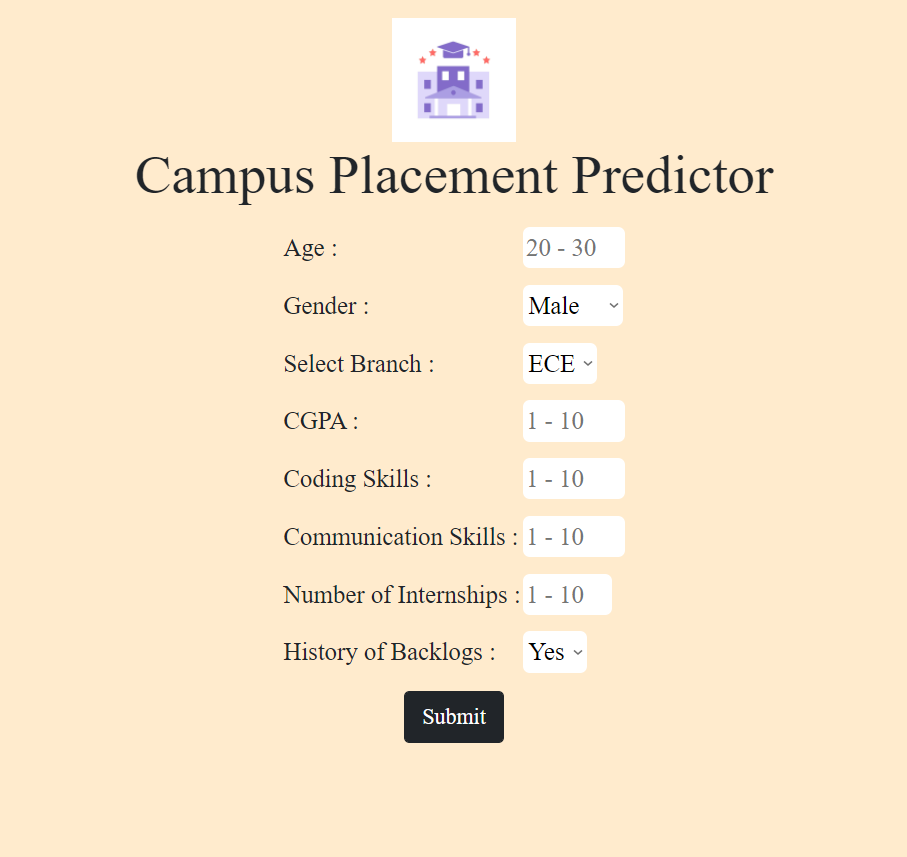 Campus Placement Predictor
Age : 20 - 30
Gender : Male
Select Branch : ECE
CGPA : 1 - 10
Coding Skills : 1 - 10
Communication Skills : 1 - 10
Number of Internships : 1 - 10
History of Backlogs : Yes
Submit